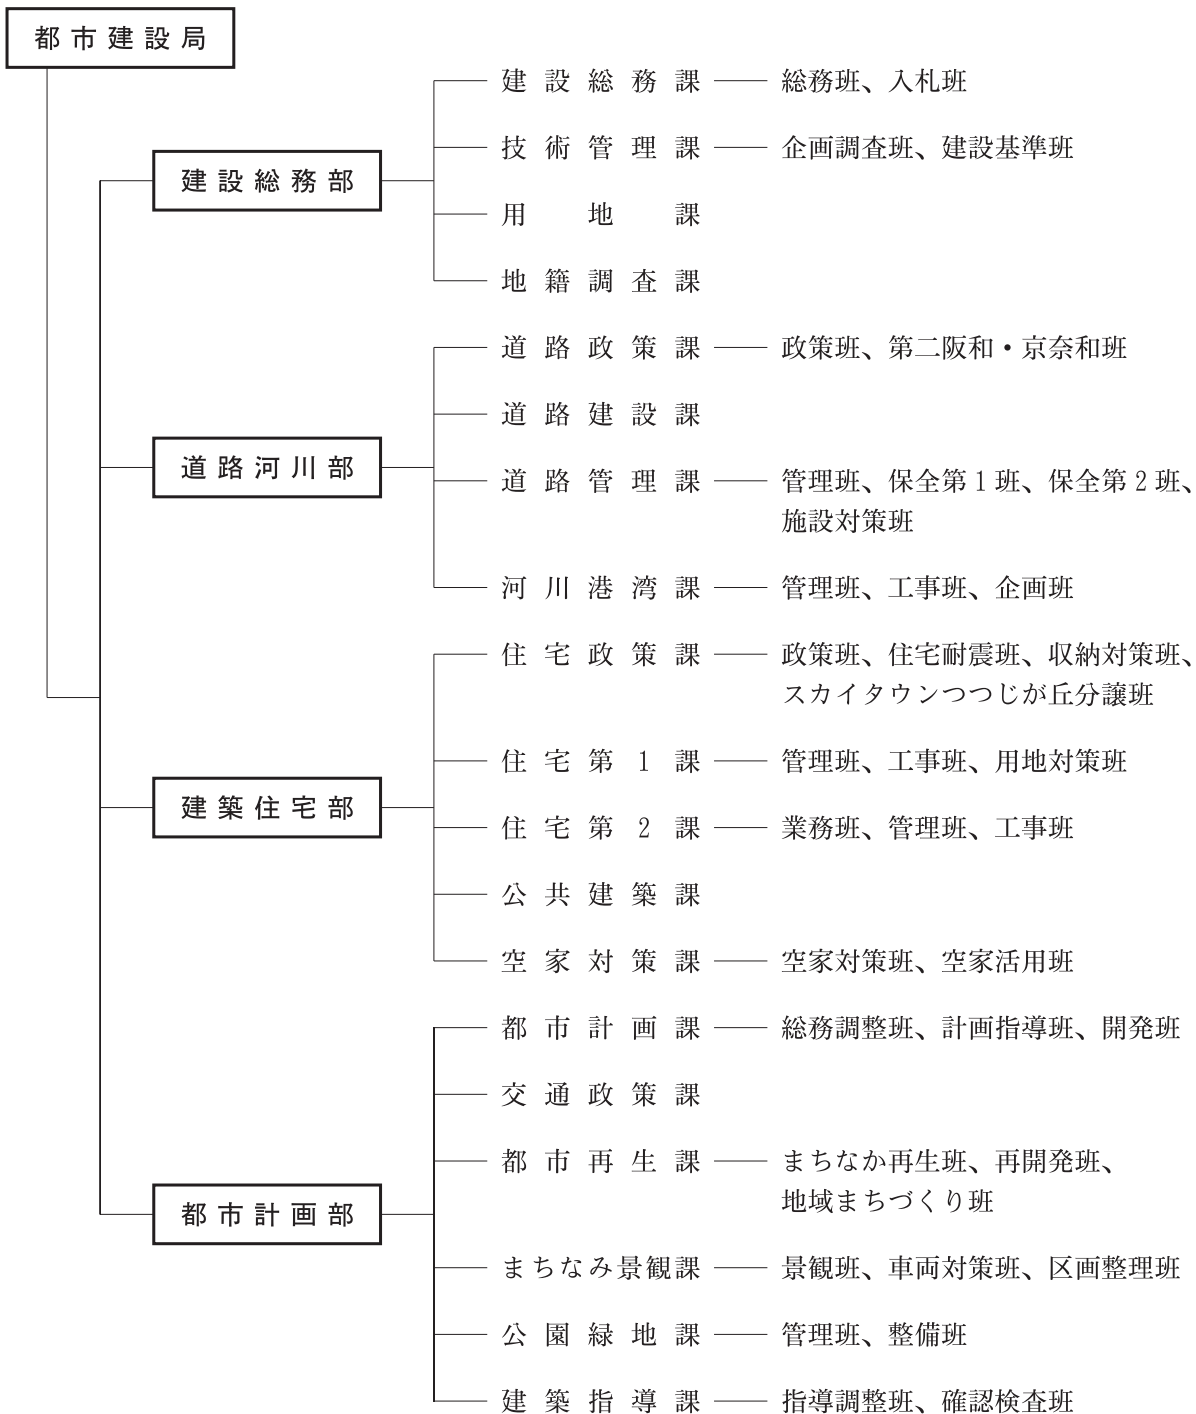 都市建設局
建設総務課 総務班、入札班
技術管理課 企画調査班、建設基準班
建設総務部
用地課
地籍調査課
道路政策課 政策班、第二阪和・京奈和班
道路建設課
道路河川部
道路管理課 管理班、保全第1班、保全第2班、
施設対策班
河川港湾課 管理班、工事班、企画班
住宅政策課 政策班、住宅耐震班、収納対策班、
スカイタウンつつじが丘分譲班
住宅第1課 管理班、工事班、用地対策班
建築住宅部
住宅第2課 業務班、管理班、工事班
公共建築課
空家対策課 空家対策班、空家活用班
都市計画課 総務調整班、計画指導班、開発班
交通政策課
都市再生課 まちなか再生班、再開発班、
地域まちづくり班
都市計画部
まちなみ景観課 景観班、車両対策班、区画整理班
公園緑地課 管理班、整備班
建築指導課 指導調整班、確認検査班